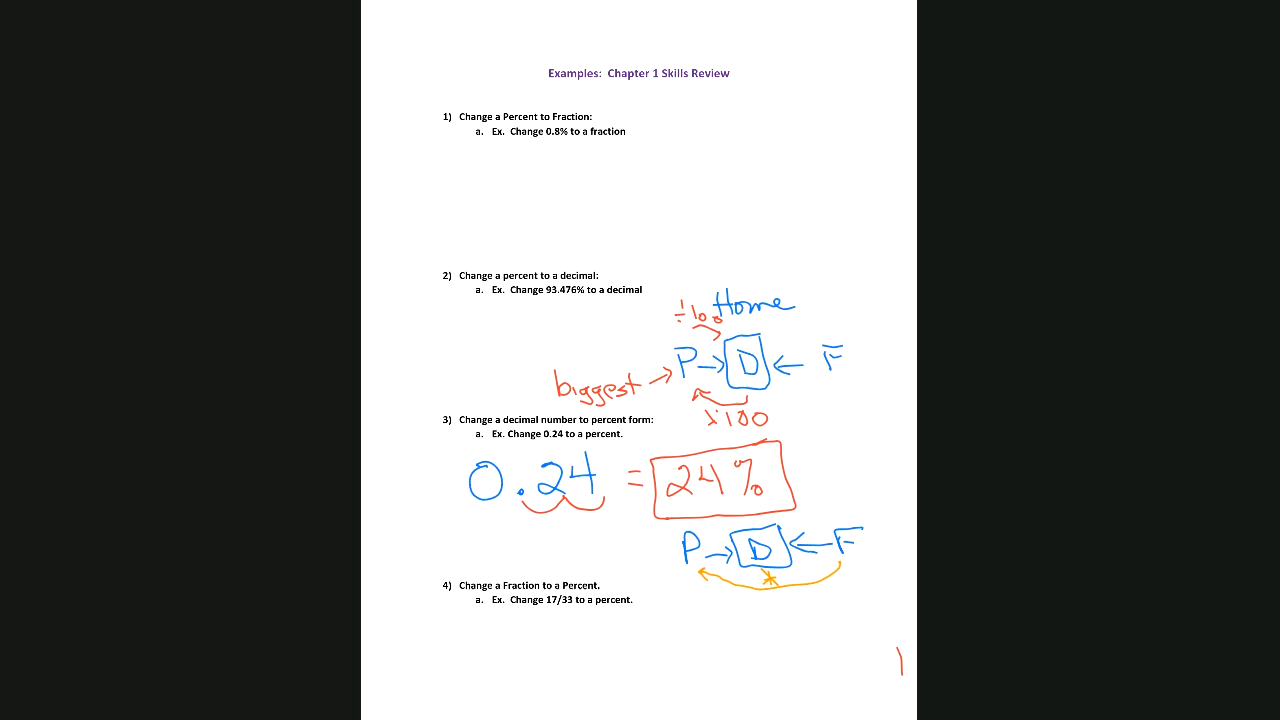 Examples: Chapter 1 Skills Review
1) Change a Percent to Fraction:
a. Ex. Change 0.8% to a fraction
2) Change a percent to a decimal:
a. Ex. Change 93.476% to a decimal
÷100 Home
P → D ← F
biggest →
x100
3) Change a decimal number to percent form:
a. Ex. Change 0.24 to a percent.
0.24 = 24%
P → D ← F
*
4) Change a Fraction to a Percent.
a. Ex. Change 17/33 to a percent.